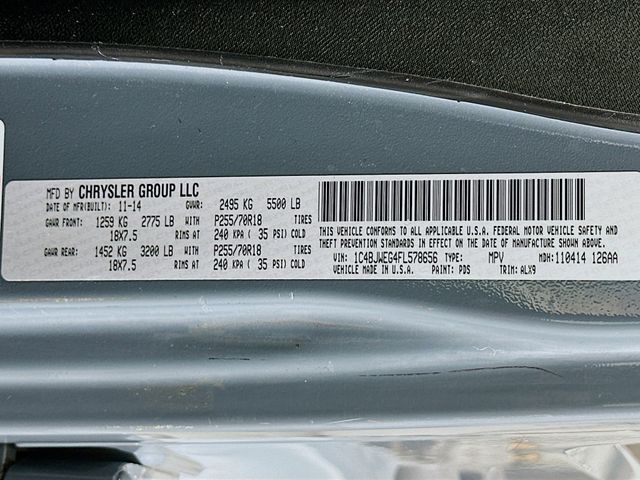 MFD BY CHRYSLER GROUP LLC
DATE OF MFR(BUILT): 11-14 GVWR: 2495 KG 5500 LB
GAWR FRONT: 1259 KG 2775 LB WITH P255/70R18 TIRES
18X7.5 RIMS AT 240 KPA ( 35 PSI) COLD
GAWR REAR: 1452 KG 3200 LB WITH P255/70R18 TIRES
18X7.5 RIMS AT 240 KPA ( 35 PSI) COLD
THIS VEHICLE CONFORMS TO ALL APPLICABLE U.S.A. FEDERAL MOTOR VEHICLE SAFETY AND
THEFT PREVENTION STANDARDS IN EFFECT ON THE DATE OF MANUFACTURE SHOWN ABOVE.
VIN: 1C4BJWEG4FL578656 TYPE: MPV MDH: 110414 126AA
VEHICLE MADE IN U.S.A. PAINT: PDS TRIM: ALX9